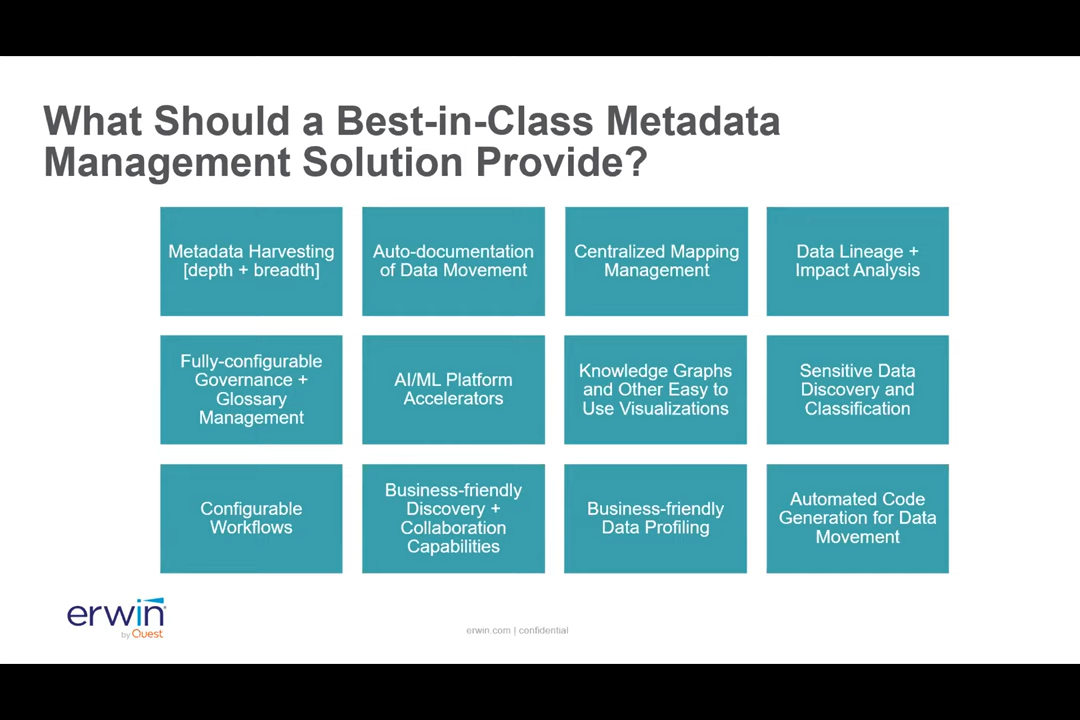 What Should a Best-in-Class Metadata
Management Solution Provide?
Metadata Harvesting
[depth + breadth]
Auto-documentation
of Data Movement
Centralized Mapping
Management
Data Lineage +
Impact Analysis
Fully-configurable
Governance +
Glossary
Management
AI/ML Platform
Accelerators
Knowledge Graphs
and Other Easy to
Use Visualizations
Sensitive Data
Discovery and
Classification
Configurable
Workflows
Business-friendly
Discovery +
Collaboration
Capabilities
Business-friendly
Data Profiling
Automated Code
Generation for Data
Movement
erwin
by Quest
erwin.com | confidential